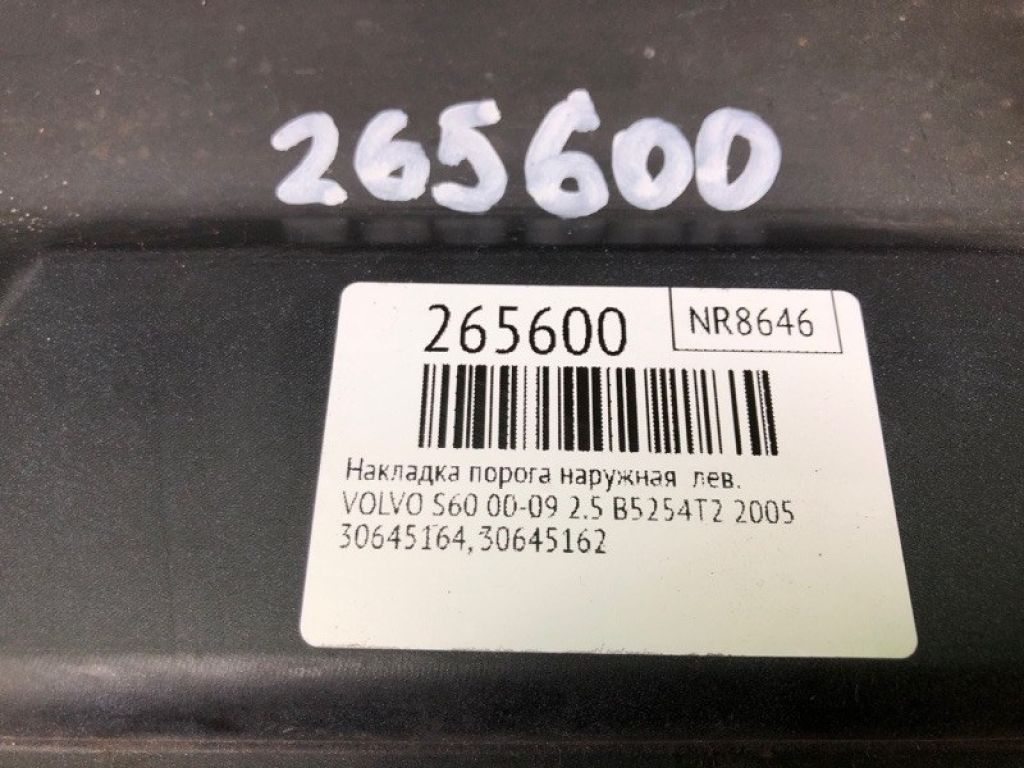 265600
265600
NR8646
Накладка порога наружная лев.
VOLVO S60 00-09 2.5 B5254T2 2005
30645164,30645162